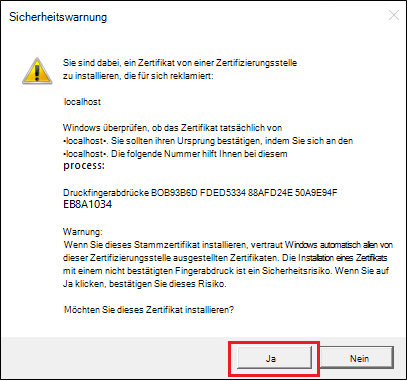 Sicherheitswarnung
Sie sind dabei, ein Zertifikat von einer Zertifizierungsstelle
zu installieren, die für sich reklamiert:
localhost
Windows überprüfen, ob das Zertifikat tatsächlich von
•localhost•. Sie sollten ihren Ursprung bestätigen, indem Sie sich an den
•localhost•. Die folgende Nummer hilft Ihnen bei diesem
process:
Druckfingerabdrücke BOB93B6D FDED5334 88AFD24E 50A9E94F
EB8A1034
Warnung:
Wenn Sie dieses Stammzertifikat installieren, vertraut Windows automatisch allen von
dieser Zertifizierungsstelle ausgestellten Zertifikaten. Die Installation eines Zertifikats
mit einem nicht bestätigten Fingerabdruck ist ein Sicherheitsrisiko. Wenn Sie auf
Ja klicken, bestätigen Sie dieses Risiko.
Möchten Sie dieses Zertifikat installieren?
Ja
Nein